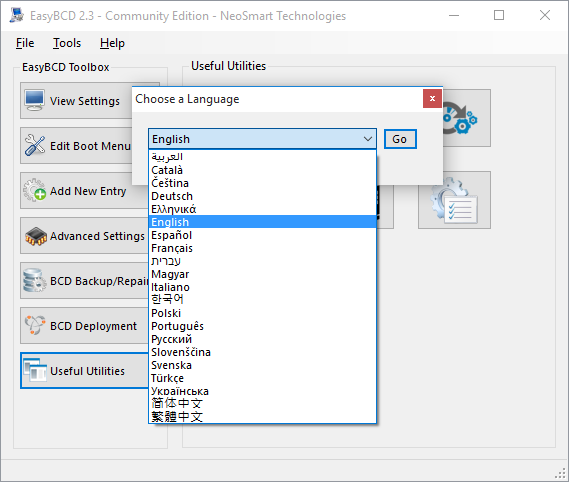 EasyBCD 2.3 - Community Edition - NeoSmart Technologies
File Tools Help
EasyBCD Toolbox
Useful Utilities
View Settings
Edit Boot Menu
Add New Entry
Advanced Settings
BCD Backup/Repair
BCD Deployment
Useful Utilities
Choose a Language
x
English
Go
العربية
Català
Čeština
Deutsch
Ελληνικά
English
Español
Français
עברית
Magyar
Italiano
한국어
Polski
Português
Русский
Slovenščina
Svenska
Türkçe
Українська
简体中文
繁體中文